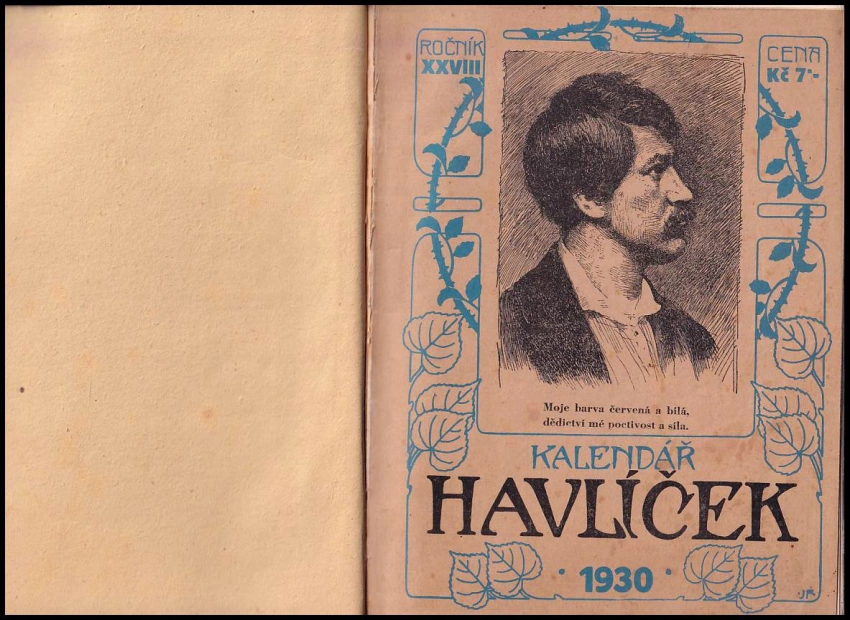 ROČNÍK
XXVIII
CENA
Kč 7·-
Moje barva červená a bílá,
dědictví mé poctivost a síla.
KALENDÁŘ
HAVLÍČEK
· 1930 ·